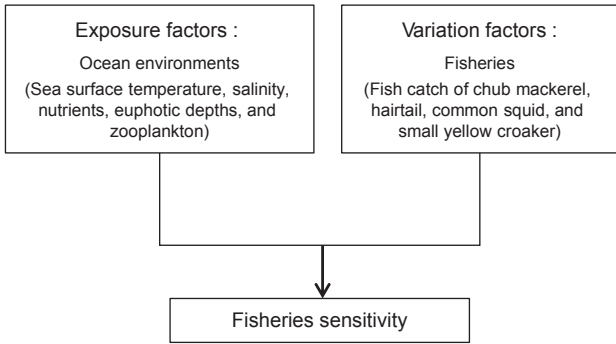 Exposure factors :
Ocean environments
(Sea surface temperature, salinity,
nutrients, euphotic depths, and
zooplankton)
Variation factors :
Fisheries
(Fish catch of chub mackerel,
hairtail, common squid, and
small yellow croaker)
Fisheries sensitivity